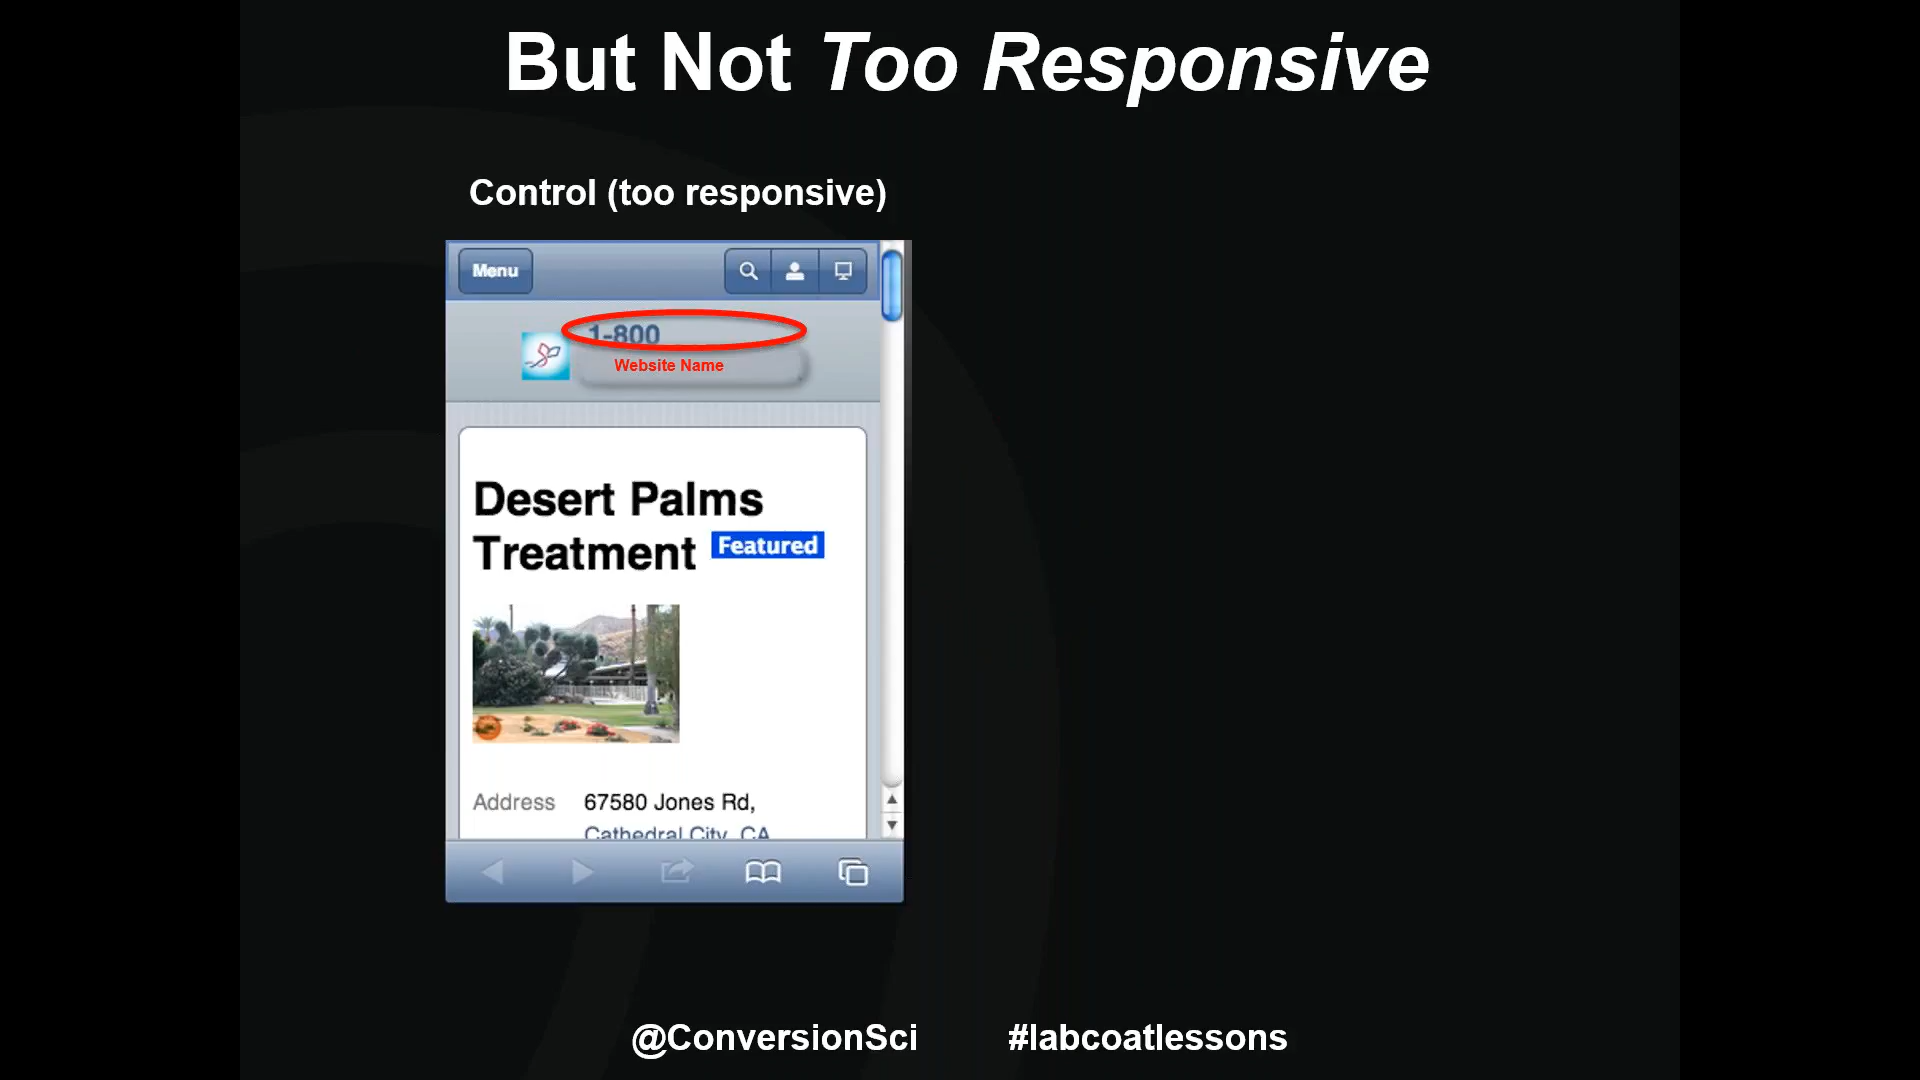 But Not Too Responsive
Control (too responsive)
Menu
1-800
Website Name
Desert Palms
Treatment Featured
Address 67580 Jones Rd,
Cathedral City, CA
@ConversionSci #labcoatlessons